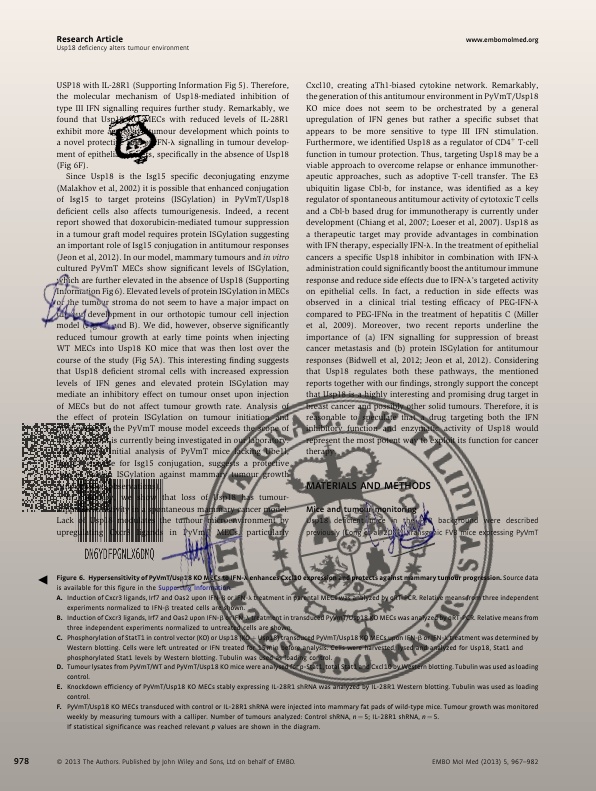 Research Article
Usp18 deficiency alters tumour environment
www.embomolmed.org
USP18 with IL-28R1 (Supporting Information Fig 5). Therefore,
the molecular mechanism of Usp18-mediated inhibition of
type III IFN signalling requires further study. Remarkably, we
found that Usp18 MECs with reduced levels of IL-28R1
exhibit more tumour development which points to
a novel protective IFN-λ signalling in tumour develop-
ment of epithelial, specifically in the absence of Usp18
(Fig 6F).
Since Usp18 is the Isg15 specific deconjugating enzyme
(Malakhov et al, 2002) it is possible that enhanced conjugation
of Isg15 to target proteins (ISGylation) in PyVmT/Usp18
deficient cells also affects tumourigenesis. Indeed, a recent
report showed that doxorubicin-mediated tumour suppression
in a tumour graft model requires protein ISGylation suggesting
an important role of Isg15 conjugation in antitumour responses
(Jeon et al, 2012). In our model, mammary tumours and in vitro
cultured PyVmT MECs show significant levels of ISGylation,
which are further elevated in the absence of Usp18 (Supporting
Information Fig 6). Elevated levels of protein ISGylation in MECs
or the tumour stroma do not seem to have a major impact on
tumour development in our orthotopic tumour cell injection
model and B). We did, however, observe significantly
reduced tumour growth at early time points when injecting
WT MECs into Usp18 KO mice that was then lost over the
course of the study (Fig 5A). This interesting finding suggests
that Usp18 deficient stromal cells with increased expression
levels of IFN genes and elevated protein ISGylation may
mediate an inhibitory effect on tumour onset upon injection
of MECs but do not affect tumour growth rate. Analysis of
the effect of protein ISGylation on tumour initiation and
the PyVmT mouse model exceeds the scope of
is currently being investigated in our laboratory.
initial analysis of PyVmT mice lacking Ube1l,
for Isg15 conjugation, suggests a protective
ISGylation against mammary tumour growth
we show that loss of Usp18 has tumour-
in a spontaneous mammary cancer model.
Lack of Usp18 modulates the tumour microenvironment by
upregulating Cxcr3 ligands in PyVmT MECs, particularly
Cxcl10, creating aTh1-biased cytokine network. Remarkably,
the generation of this antitumour environment in PyVmT/Usp18
KO mice does not seem to be orchestrated by a general
upregulation of IFN genes but rather a specific subset that
appears to be more sensitive to type III IFN stimulation.
Furthermore, we identified Usp18 as a regulator of CD4⁺ T-cell
function in tumour protection. Thus, targeting Usp18 may be a
viable approach to overcome relapse or enhance immunother-
apeutic approaches, such as adoptive T-cell transfer. The E3
ubiquitin ligase Cbl-b, for instance, was identified as a key
regulator of spontaneous antitumour activity of cytotoxic T cells
and a Cbl-b based drug for immunotherapy is currently under
development (Chiang et al, 2007; Loeser et al, 2007). Usp18 as
a therapeutic target may provide advantages in combination
with IFN therapy, especially IFN-λ. In the treatment of epithelial
cancers a specific Usp18 inhibitor in combination with IFN-λ
administration could significantly boost the antitumour immune
response and reduce side effects due to IFN-λ's targeted activity
on epithelial cells. In fact, a reduction in side effects was
observed in a clinical trial testing efficacy of PEG-IFN-λ
compared to PEG-IFNα in the treatment of hepatitis C (Miller
et al, 2009). Moreover, two recent reports underline the
importance of (a) IFN signalling for suppression of breast
cancer metastasis and (b) protein ISGylation for antitumour
responses (Bidwell et al, 2012; Jeon et al, 2012). Considering
that Usp18 regulates both these pathways, the mentioned
reports together with our findings, strongly support the concept
that Usp18 is a highly interesting and promising drug target in
breast cancer and possibly other solid tumours. Therefore, it is
reasonable to speculate that a drug targeting both the IFN
inhibitory function and enzymatic activity of Usp18 would
represent the most potent way to exploit its function for cancer
therapy.
MATERIALS AND METHODS
Mice and tumour monitoring
Usp18 deficient mice in the background were described
previously (Cong et al, 2012). Transgenic FVB mice expressing PyVmT
DK6YDFPGNLX6DNQ
Figure 6. Hypersensitivity of PyVmT/Usp18 KO MECs to IFN-λ enhances Cxcl10 expression and protects against mammary tumour progression. Source data
is available for this figure in the Supporting Information.
A. Induction of Cxcr3 ligands, Irf7 and Oas2 upon IFN-β or IFN-λ treatment in parental MECs was analyzed by qRT-PCR. Relative means from three independent
experiments normalized to IFN-β treated cells are shown.
B. Induction of Cxcr3 ligands, Irf7 and Oas2 upon IFN-β or IFN-λ treatment in transduced PyVmT/Usp18 KO MECs was analyzed by qRT-PCR. Relative means from
three independent experiments normalized to untreated cells are shown.
C. Phosphorylation of StatT1 in control vector (KO) or Usp18 (KO + Usp18) transduced PyVmT/Usp18 KO MECs upon IFN-β or IFN-λ treatment was determined by
Western blotting. Cells were left untreated or IFN treated for min before analysis. Cells were harvested, lysed and analyzed for Usp18, Stat1 and
phosphorylated Stat1 levels by Western blotting. Tubulin was used as loading control.
D. Tumour lysates from PyVmT/WT and PyVmT/Usp18 KO mice were analysed for p-Stat1, total Stat1 and Cxcl10 by Western blotting. Tubulin was used as loading
control.
E. Knockdown efficiency of PyVmT/Usp18 KO MECs stably expressing IL-28R1 shRNA was analyzed by IL-28R1 Western blotting. Tubulin was used as loading
control.
F. PyVmT/Usp18 KO MECs transduced with control or IL-28R1 shRNA were injected into mammary fat pads of wild-type mice. Tumour growth was monitored
weekly by measuring tumours with a calliper. Number of tumours analyzed: Control shRNA, n = 5; IL-28R1 shRNA, n = 5.
If statistical significance was reached relevant p values are shown in the diagram.
978
© 2013 The Authors. Published by John Wiley and Sons, Ltd on behalf of EMBO.
EMBO Mol Med (2013) 5, 967–982